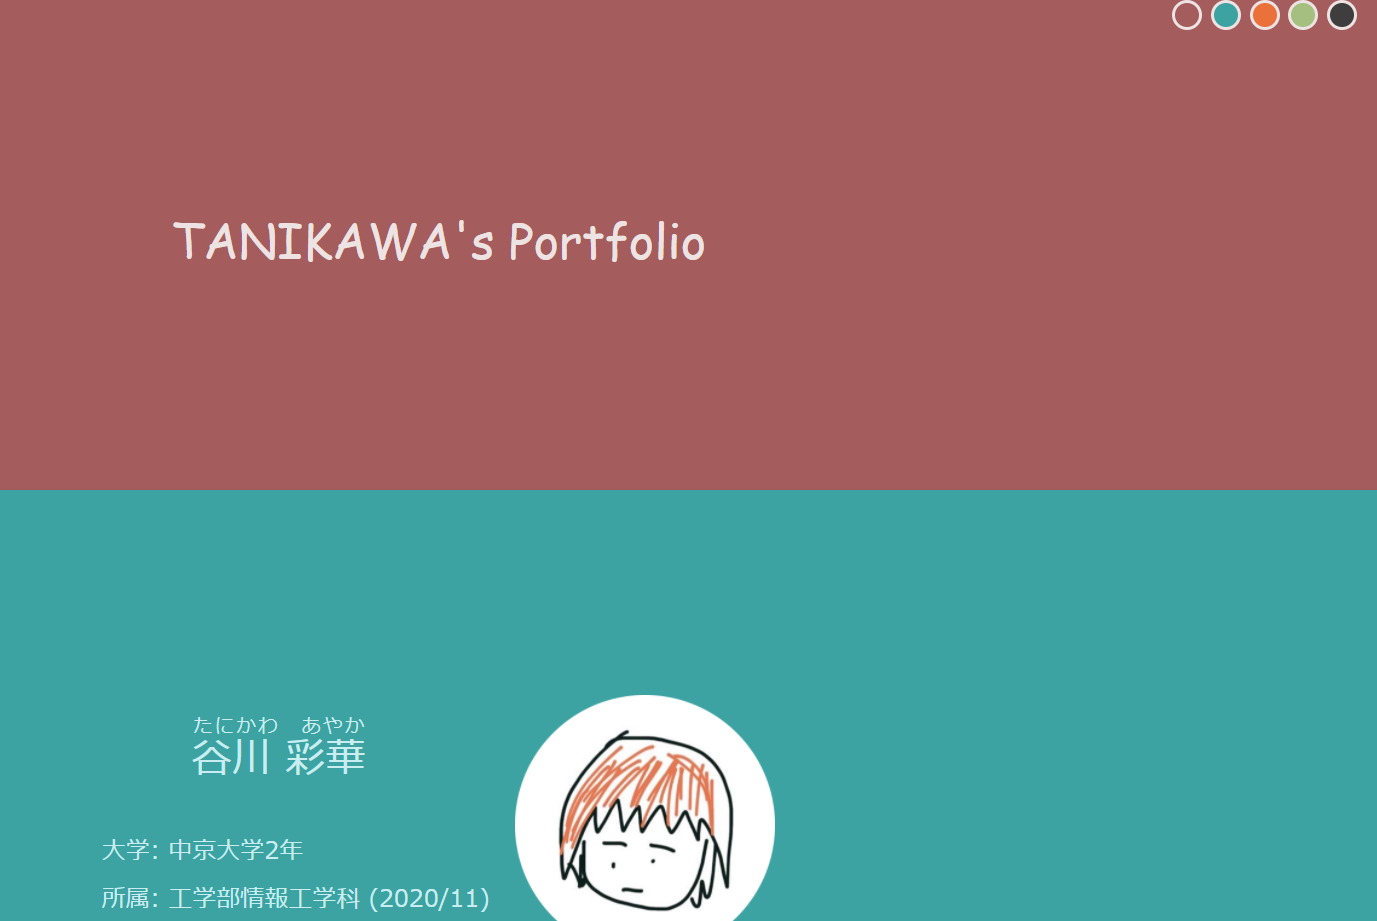 TANIKAWA's Portfolio
たにかわ　あやか
谷川 彩華
大学: 中京大学2年
所属: 工学部情報工学科 (2020/11)